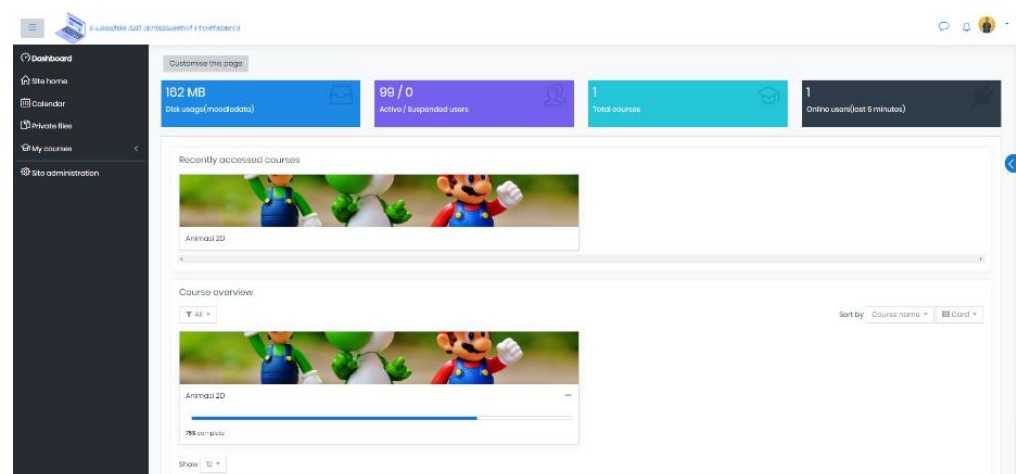 Dashboard
Site home
Calendar
Private files
My courses
Site administration
Customise this page
162 MB
Disk usage(moodledata)
99 / 0
Active / Suspended users
1
Total courses
1
Online users(last 5 minutes)
Recently accessed courses
Animasi 2D
Course overview
All
Sort by Course name Card
Animasi 2D
75% complete
Show 12